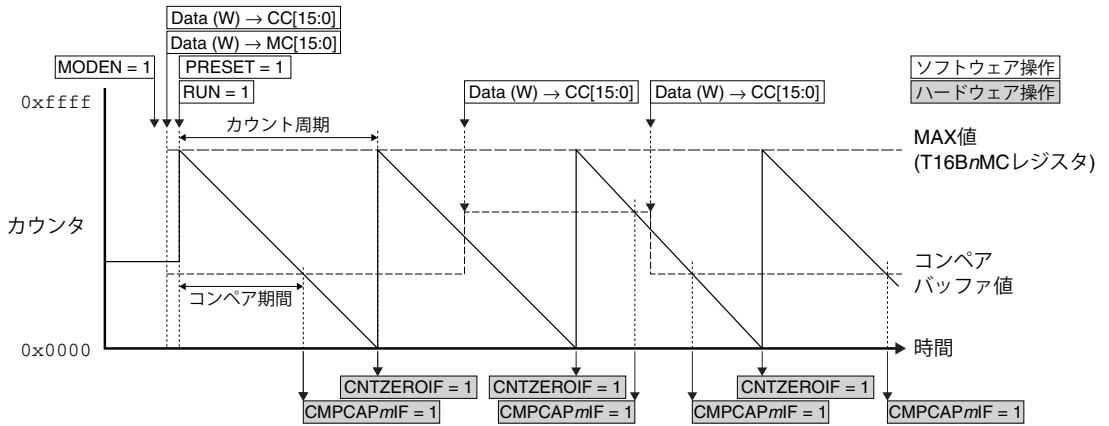 Data (W) → CC[15:0]
Data (W) → MC[15:0]
MODEN = 1
PRESET = 1
RUN = 1
Data (W) → CC[15:0]
Data (W) → CC[15:0]
ソフトウェア操作
ハードウェア操作
0xffff
カウント周期
MAX値
(T16BnMCレジスタ)
カウンタ
コンペア
バッファ値
コンペア期間
0x0000
時間
CNTZEROIF = 1
CNTZEROIF = 1
CNTZEROIF = 1
CMPCAPmIF = 1
CMPCAPmIF = 1
CMPCAPmIF = 1
CMPCAPmIF = 1